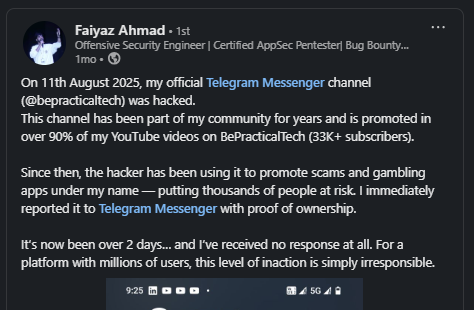 Faiyaz Ahmad • 1st
Offensive Security Engineer | Certified AppSec Pentester| Bug Bounty...
1mo •
On 11th August 2025, my official Telegram Messenger channel
(@bepracticaltech) was hacked.
This channel has been part of my community for years and is promoted in
over 90% of my YouTube videos on BePracticalTech (33K+ subscribers).
Since then, the hacker has been using it to promote scams and gambling
apps under my name — putting thousands of people at risk. I immediately
reported it to Telegram Messenger with proof of ownership.
It's now been over 2 days... and I've received no response at all. For a
platform with millions of users, this level of inaction is simply irresponsible.
9:25 in • 5G